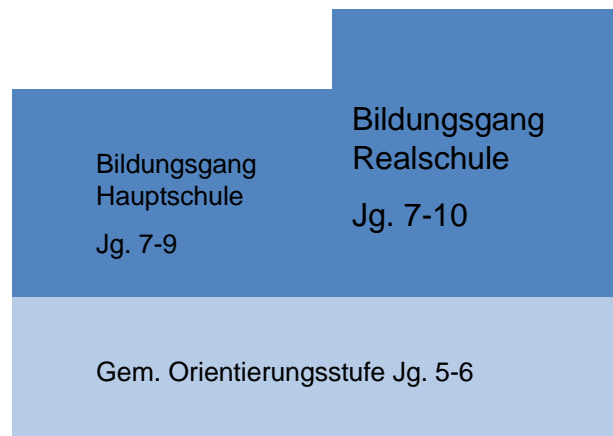 Bildungsgang
Hauptschule
Jg. 7-9
Bildungsgang
Realschule
Jg. 7-10
Gem. Orientierungsstufe Jg. 5-6